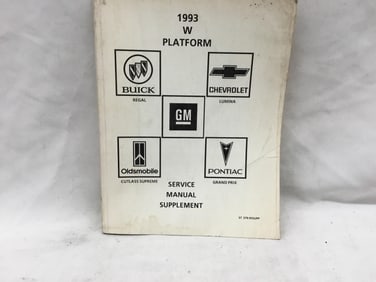 1993
W
PLATFORM
BUICK
REGAL
CHEVROLET
LUMINA
GM
Oldsmobile
CUTLASS SUPREME
PONTIAC
GRAND PRIX
SERVICE
MANUAL
SUPPLEMENT